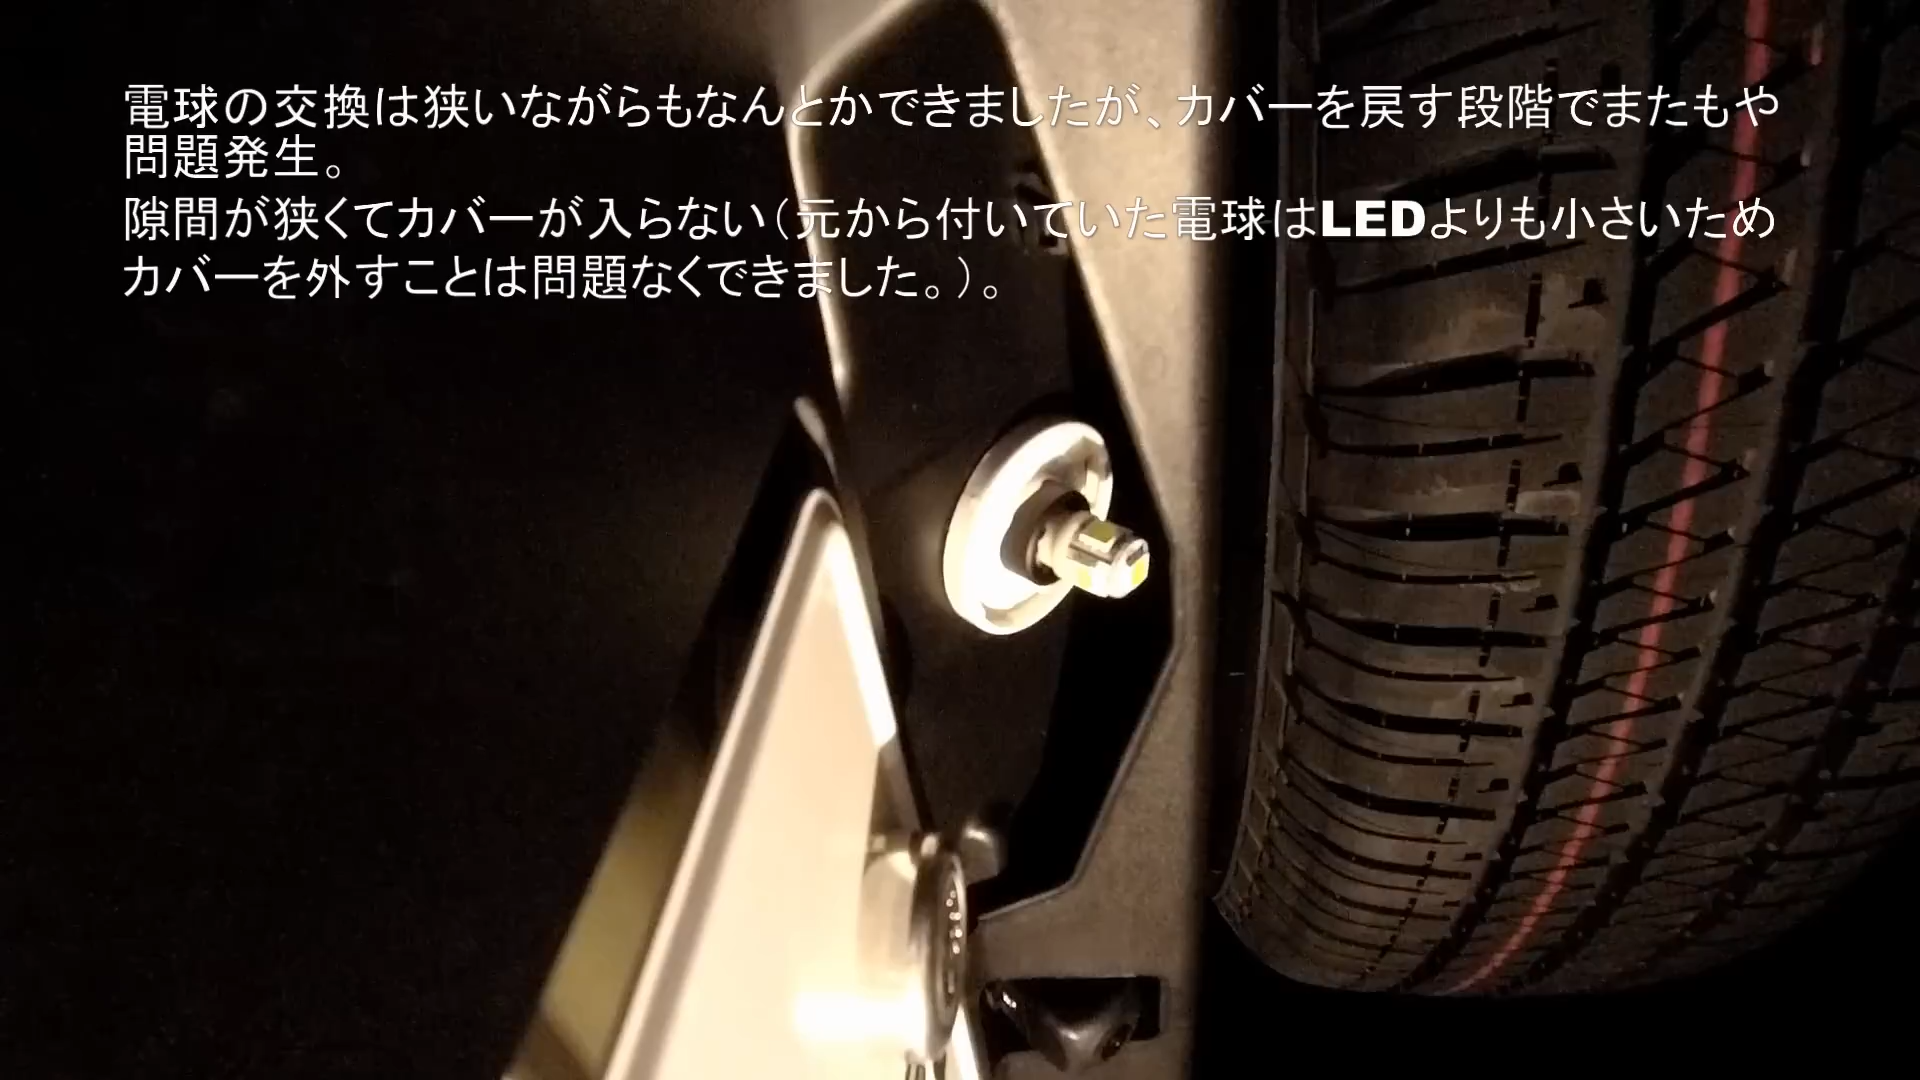 電球の交換は狭いながらもなんとかできましたが、カバーを戻す段階でまたもや
問題発生。
隙間が狭くてカバーが入らない（元から付いていた電球はLEDよりも小さいため
カバーを外すことは問題なくできました。）。